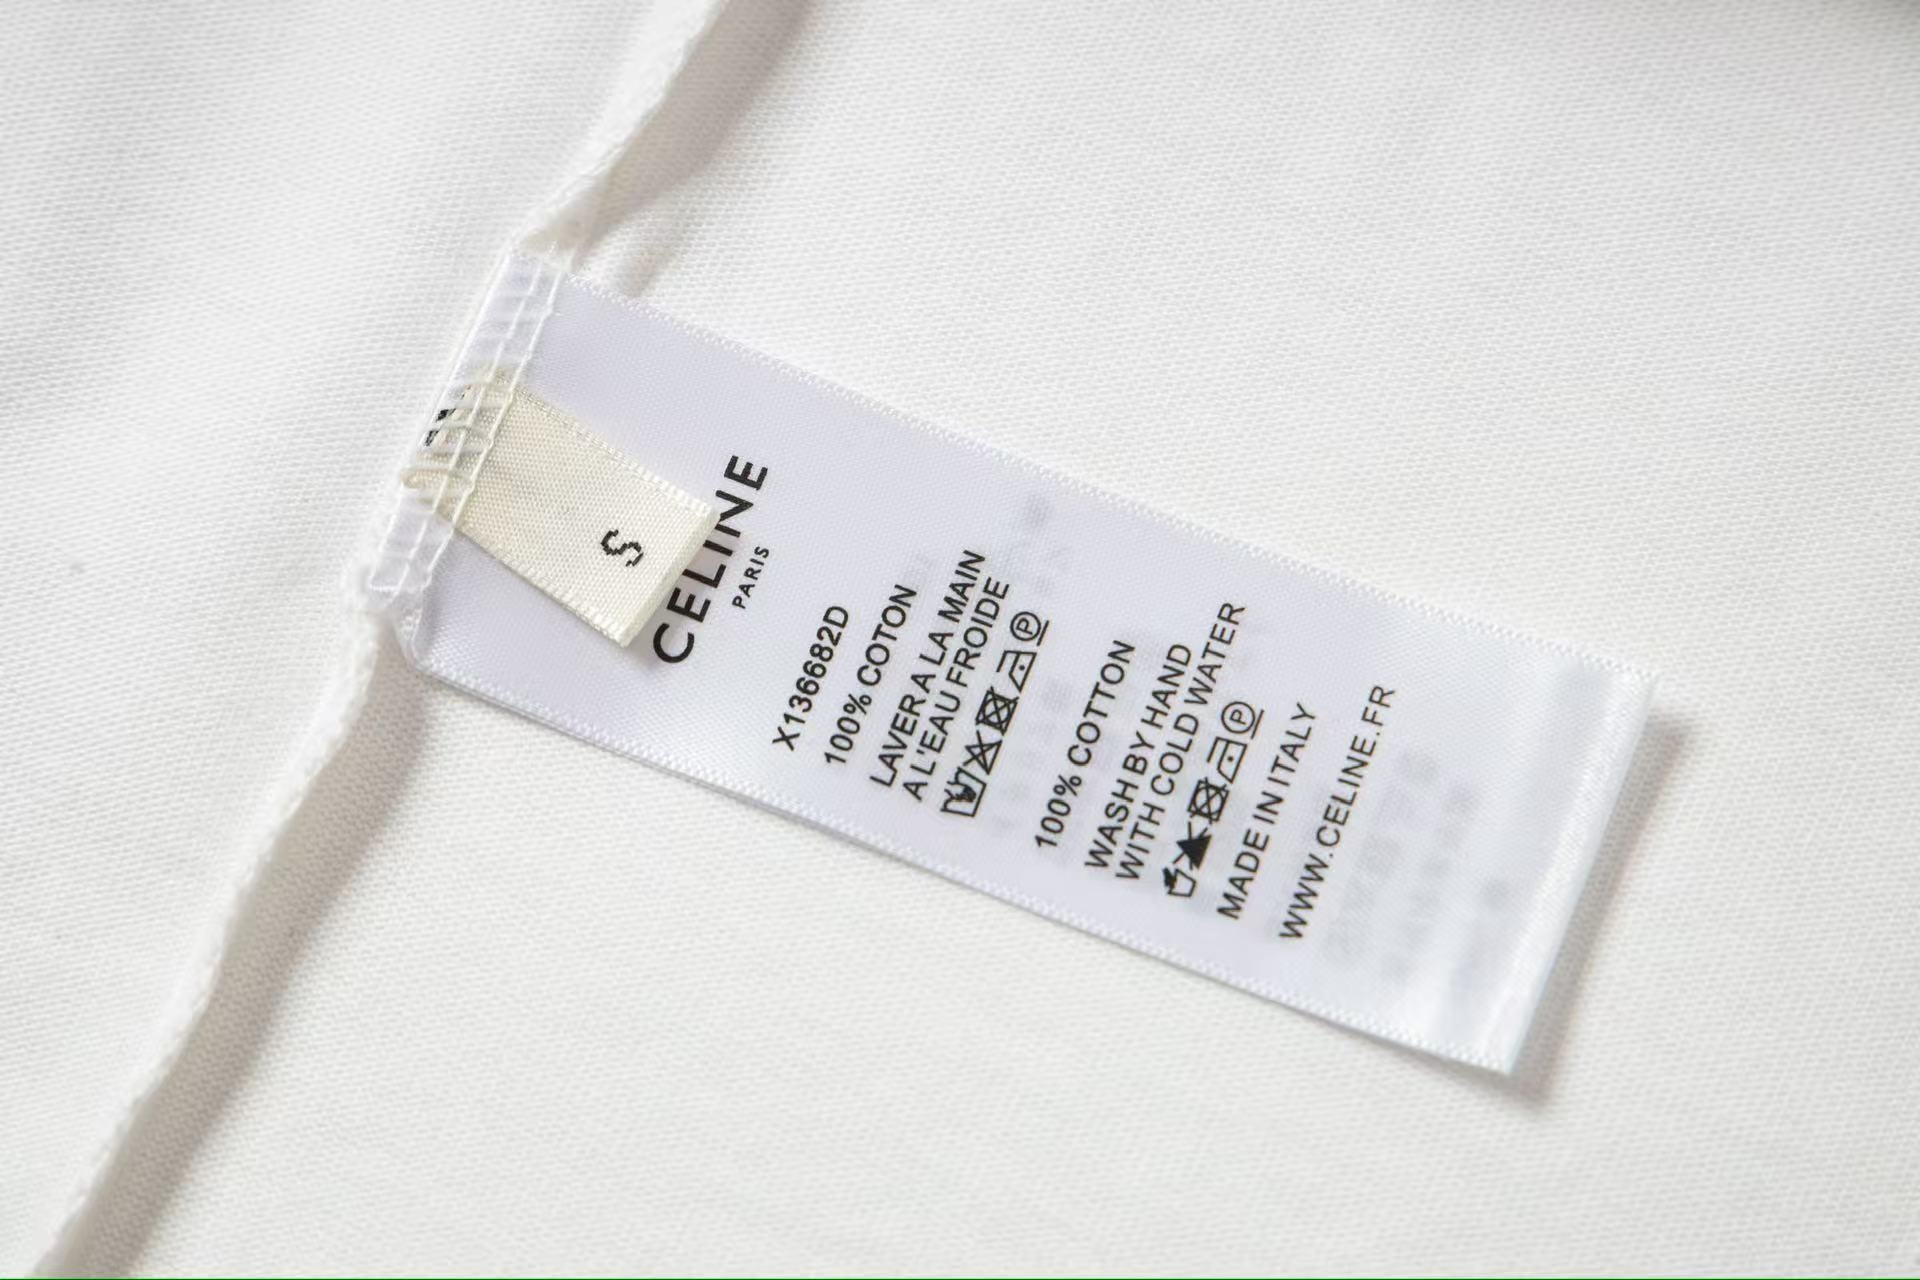 S
CELINE
PARIS
X136682D
100% COTON
LAVER A LA MAIN
A L'EAU FROIDE
P
100% COTTON
WASH BY HAND
WITH COLD WATER
P
MADE IN ITALY
WWW.CELINE.FR